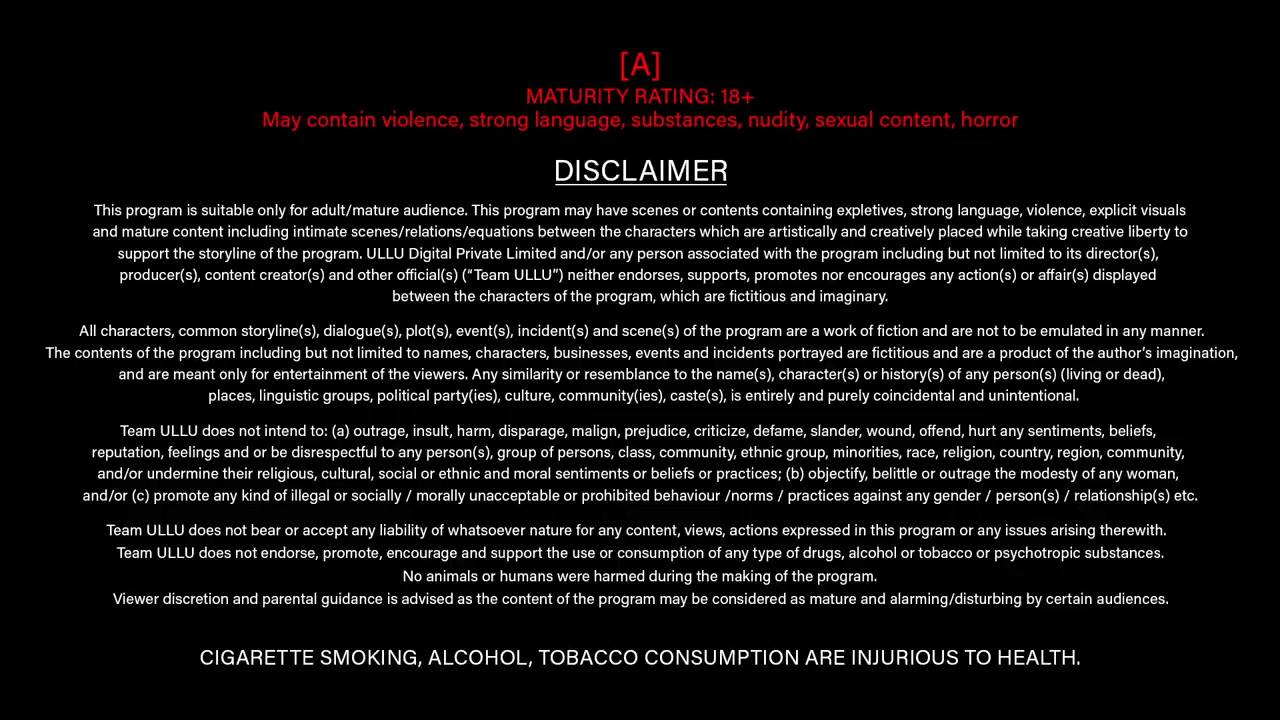 [A]
MATURITY RATING: 18+
May contain violence, strong language, substances, nudity, sexual content, horror
DISCLAIMER
This program is suitable only for adult/mature audience. This program may have scenes or contents containing expletives, strong language, violence, explicit visuals
and mature content including intimate scenes/relations/equations between the characters which are artistically and creatively placed while taking creative liberty to
support the storyline of the program. ULLU Digital Private Limited and/or any person associated with the program including but not limited to its director(s),
producer(s), content creator(s) and other official(s) (“Team ULLU”) neither endorses, supports, promotes nor encourages any action(s) or affair(s) displayed
between the characters of the program, which are fictitious and imaginary.
All characters, common storyline(s), dialogue(s), plot(s), event(s), incident(s) and scene(s) of the program are a work of fiction and are not to be emulated in any manner.
The contents of the program including but not limited to names, characters, businesses, events and incidents portrayed are fictitious and are a product of the author’s imagination,
and are meant only for entertainment of the viewers. Any similarity or resemblance to the name(s), character(s) or history(s) of any person(s) (living or dead),
places, linguistic groups, political party(ies), culture, community(ies), caste(s), is entirely and purely coincidental and unintentional.
Team ULLU does not intend to: (a) outrage, insult, harm, disparage, malign, prejudice, criticize, defame, slander, wound, offend, hurt any sentiments, beliefs,
reputation, feelings and or be disrespectful to any person(s), group of persons, class, community, ethnic group, minorities, race, religion, country, region, community,
and/or undermine their religious, cultural, social or ethnic and moral sentiments or beliefs or practices; (b) objectify, belittle or outrage the modesty of any woman,
and/or (c) promote any kind of illegal or socially / morally unacceptable or prohibited behaviour /norms / practices against any gender / person(s) / relationship(s) etc.
Team ULLU does not bear or accept any liability of whatsoever nature for any content, views, actions expressed in this program or any issues arising therewith.
Team ULLU does not endorse, promote, encourage and support the use or consumption of any type of drugs, alcohol or tobacco or psychotropic substances.
No animals or humans were harmed during the making of the program.
Viewer discretion and parental guidance is advised as the content of the program may be considered as mature and alarming/disturbing by certain audiences.
CIGARETTE SMOKING, ALCOHOL, TOBACCO CONSUMPTION ARE INJURIOUS TO HEALTH.